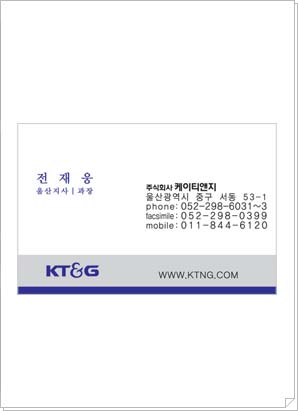 전 재 웅
울산지사 | 과장
주식회사 케이티앤지
울산광역시 중구 서동 53-1
phone: 052-298-6031~3
facsimile: 052-298-0399
mobile: 011-844-6120
KT&G
WWW.KTNG.COM